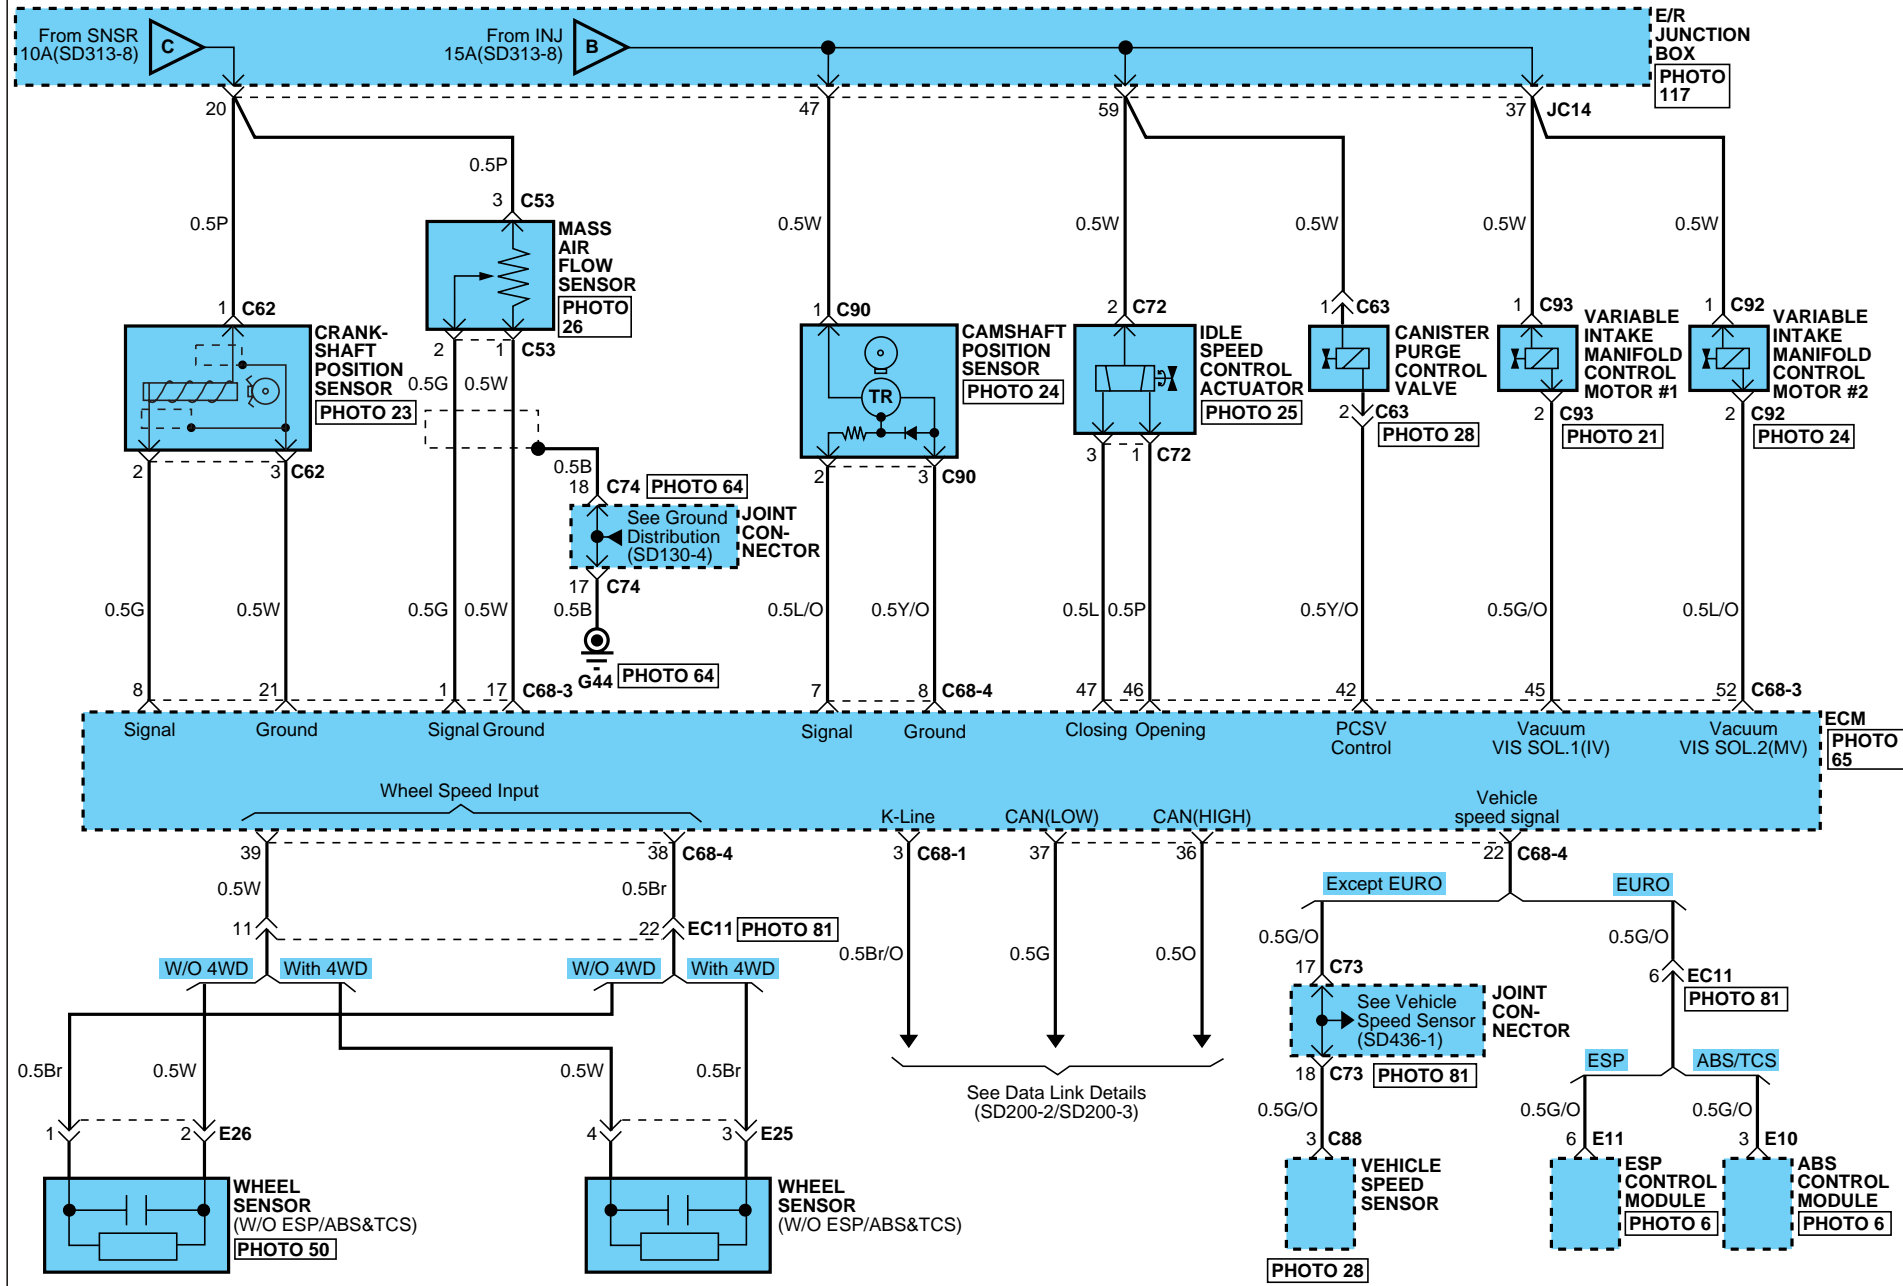 From SNSR
10A(SD313-8)
C
From INJ
15A(SD313-8)
B
E/R
JUNCTION
BOX
PHOTO
117
20
47
59
37
JC14
0.5P
3 C53
0.5P
0.5W
0.5W
0.5W
0.5W
0.5W
MASS
AIR
FLOW
SENSOR
PHOTO
26
1 C62
1 C90
2 C72
1 C63
1 C93
1 C92
CRANK-
SHAFT
POSITION
SENSOR
PHOTO 23
2
1 C53
0.5G
0.5W
TR
CAMSHAFT
POSITION
SENSOR
PHOTO 24
IDLE
SPEED
CONTROL
ACTUATOR
PHOTO 25
CANISTER
PURGE
CONTROL
VALVE
2 C63
PHOTO 28
VARIABLE
INTAKE
MANIFOLD
CONTROL
MOTOR #1
2 C93
PHOTO 21
VARIABLE
INTAKE
MANIFOLD
CONTROL
MOTOR #2
2 C92
PHOTO 24
2
3 C62
0.5B
18 C74 PHOTO 64
See Ground
Distribution
(SD130-4)
JOINT
CON-
NECTOR
17 C74
2
3 C90
3
1 C72
0.5G
0.5W
0.5G
0.5W
0.5B
0.5L/O
0.5Y/O
0.5L
0.5P
0.5Y/O
0.5G/O
0.5L/O
G44 PHOTO 64
8
21
1
17 C68-3
7
8 C68-4
47
46
42
45
52 C68-3
Signal
Ground
Signal
Ground
Signal
Ground
Closing
Opening
PCSV
Control
Vacuum
VIS SOL.1(IV)
Vacuum
VIS SOL.2(MV)
ECM
PHOTO
65
Wheel Speed Input
K-Line
CAN(LOW)
CAN(HIGH)
Vehicle
speed signal
39
38 C68-4
3 C68-1
37
36
22 C68-4
0.5W
0.5Br
Except EURO
EURO
11
22 EC11 PHOTO 81
0.5Br/O
0.5G
0.5O
0.5G/O
0.5G/O
W/O 4WD
With 4WD
W/O 4WD
With 4WD
17 C73
6 EC11
PHOTO 81
See Vehicle
Speed Sensor
(SD436-1)
JOINT
CON-
NECTOR
18 C73 PHOTO 81
ESP
ABS/TCS
0.5Br
0.5W
0.5W
0.5Br
See Data Link Details
(SD200-2/SD200-3)
0.5G/O
0.5G/O
0.5G/O
1
2 E26
4
3 E25
3 C88
6 E11
3 E10
WHEEL
SENSOR
(W/O ESP/ABS&TCS)
PHOTO 50
WHEEL
SENSOR
(W/O ESP/ABS&TCS)
VEHICLE
SPEED
SENSOR
PHOTO 28
ESP
CONTROL
MODULE
PHOTO 6
ABS
CONTROL
MODULE
PHOTO 6